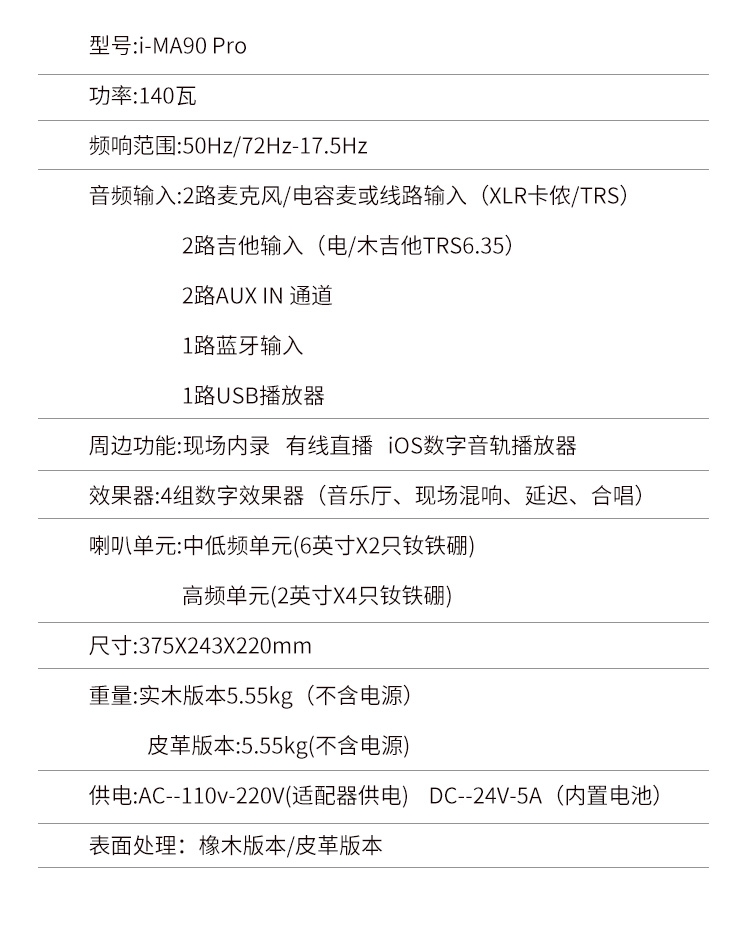 型号:i-MA90 Pro
功率:140瓦
频响范围:50Hz/72Hz-17.5Hz
音频输入:2路麦克风/电容麦或线路输入（XLR卡侬/TRS）
2路吉他输入（电/木吉他TRS6.35）
2路AUX IN 通道
1路蓝牙输入
1路USB播放器
周边功能:现场内录 有线直播 iOS数字音轨播放器
效果器:4组数字效果器（音乐厅、现场混响、延迟、合唱）
喇叭单元:中低频单元(6英寸X2只钕铁硼)
高频单元(2英寸X4只钕铁硼)
尺寸:375X243X220mm
重量:实木版本5.55kg（不含电源）
皮革版本:5.55kg(不含电源)
供电:AC--110v-220V(适配器供电) DC--24V-5A（内置电池）
表面处理：橡木版本/皮革版本